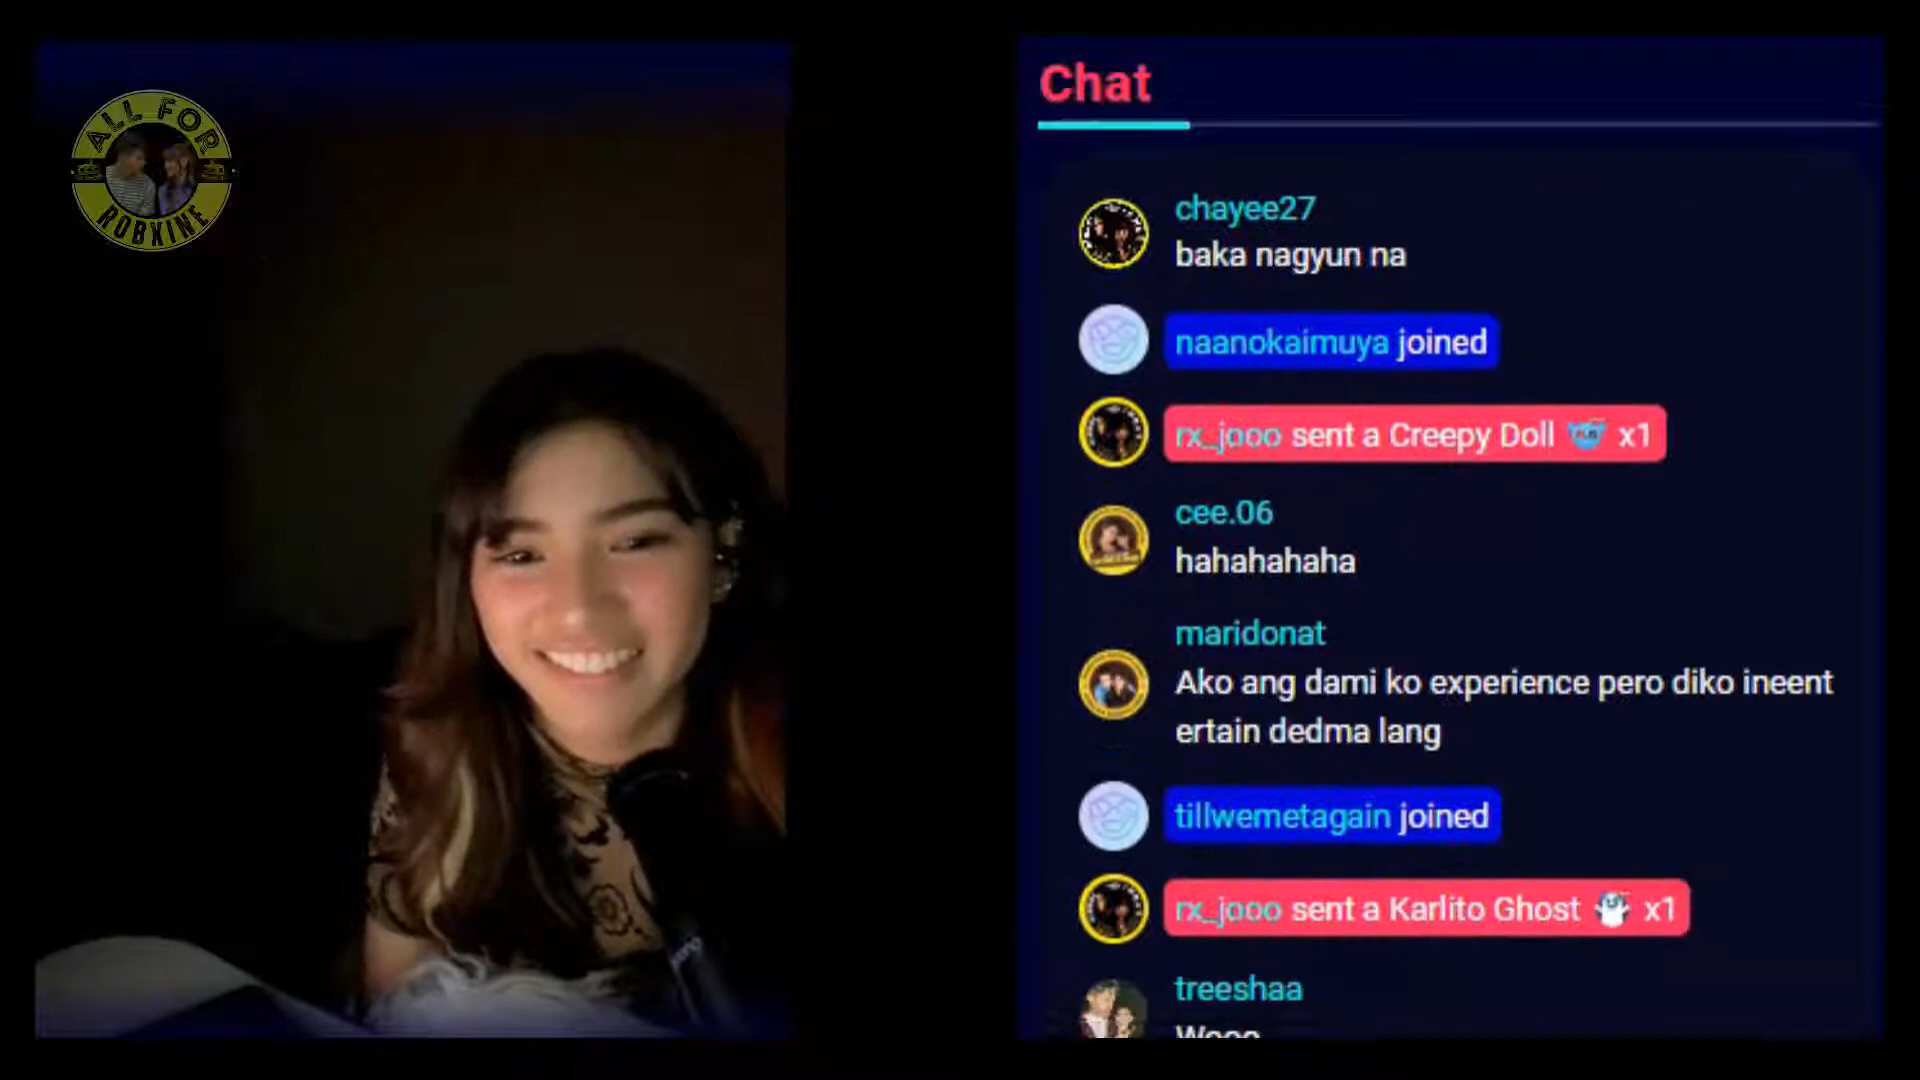 ALL FOR
ROBXINE
Chat
chayee27
baka nagyun na
naanokaimuya joined
rx_jooo sent a Creepy Doll x1
cee.06
hahahahaha
maridonat
Ako ang dami ko experience pero diko ineent
ertain dedma lang
tillwemetagain joined
rx_jooo sent a Karlito Ghost x1
treeshaa
Wooo